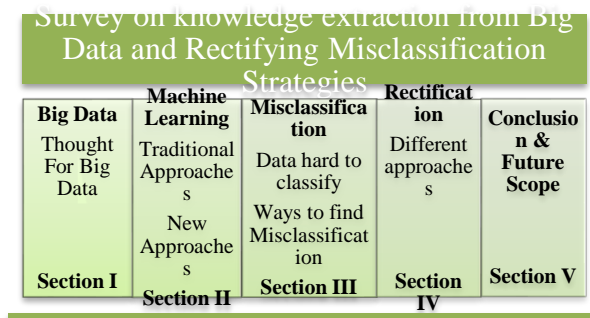 Survey on knowledge extraction from Big
Data and Rectifying Misclassification
Strategies
Big Data
Thought
For Big
Data
Section I
Machine
Learning
Traditional
Approache
s
New
Approache
s
Section II
Misclassifica
tion
Data hard to
classify
Ways to find
Misclassificat
ion
Section III
Rectificat
ion
Different
approache
s
Section
IV
Conclusio
n &
Future
Scope
Section V